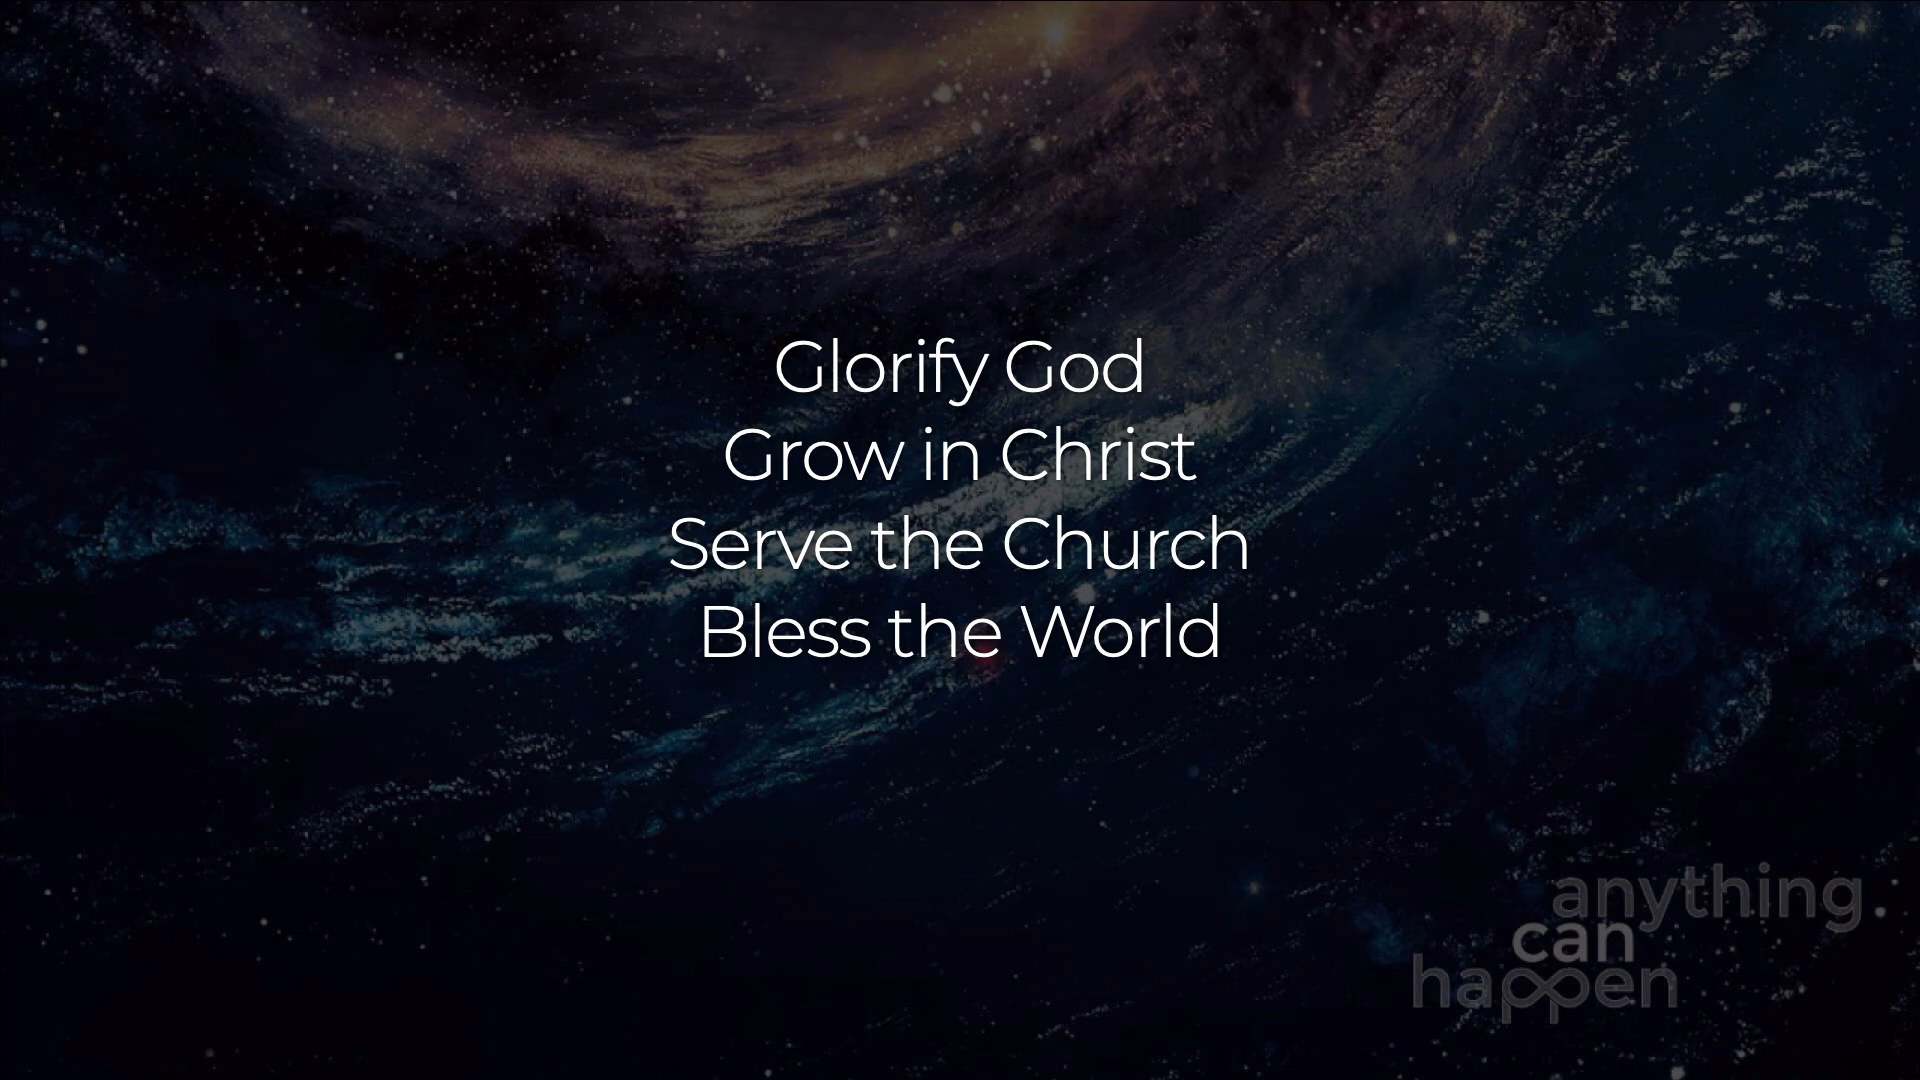 Glorify God
Grow in Christ
Serve the Church
Bless the World
anything
can
happen